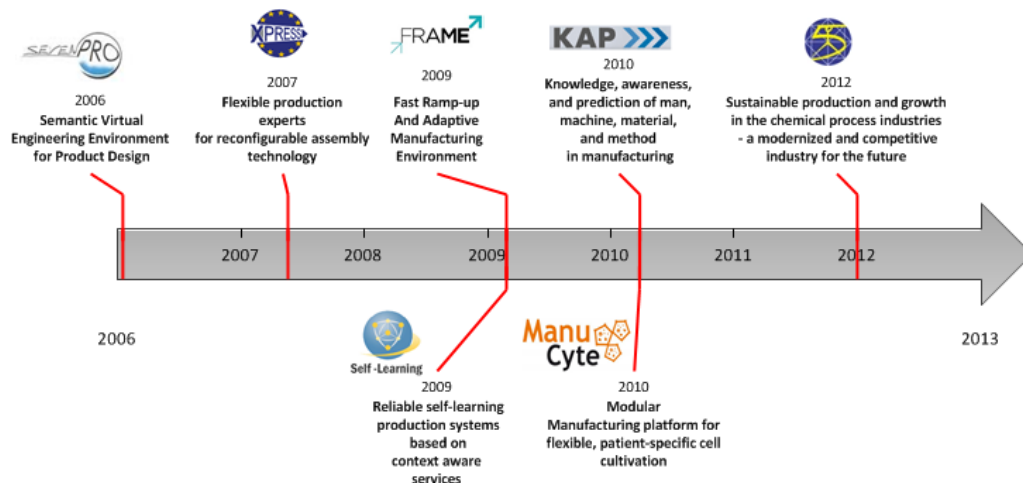 SEVENPRO
2006
Semantic Virtual
Engineering Environment
for Product Design
XPRESS
2007
Flexible production
experts
for reconfigurable assembly
technology
FRAME
2009
Fast Ramp-up
And Adaptive
Manufacturing
Environment
KAP
2010
Knowledge, awareness,
and prediction of man,
machine, material,
and method
in manufacturing
2012
Sustainable production and growth
in the chemical process industries
- a modernized and competitive
industry for the future
2007
2008
2009
2010
2011
2012
2006
2013
Self -Learning
2009
Reliable self-learning
production systems
based on
context aware
services
Manu
Cyte
2010
Modular
Manufacturing platform for
flexible, patient-specific cell
cultivation